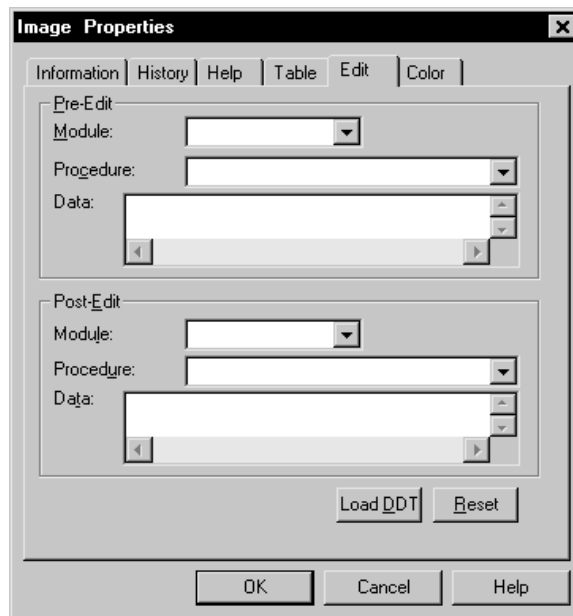 Image Properties
Information History Help Table Edit Color
Pre-Edit
Module:
Procedure:
Data:
Post-Edit
Module:
Procedure:
Data:
Load DDT Reset
OK Cancel Help